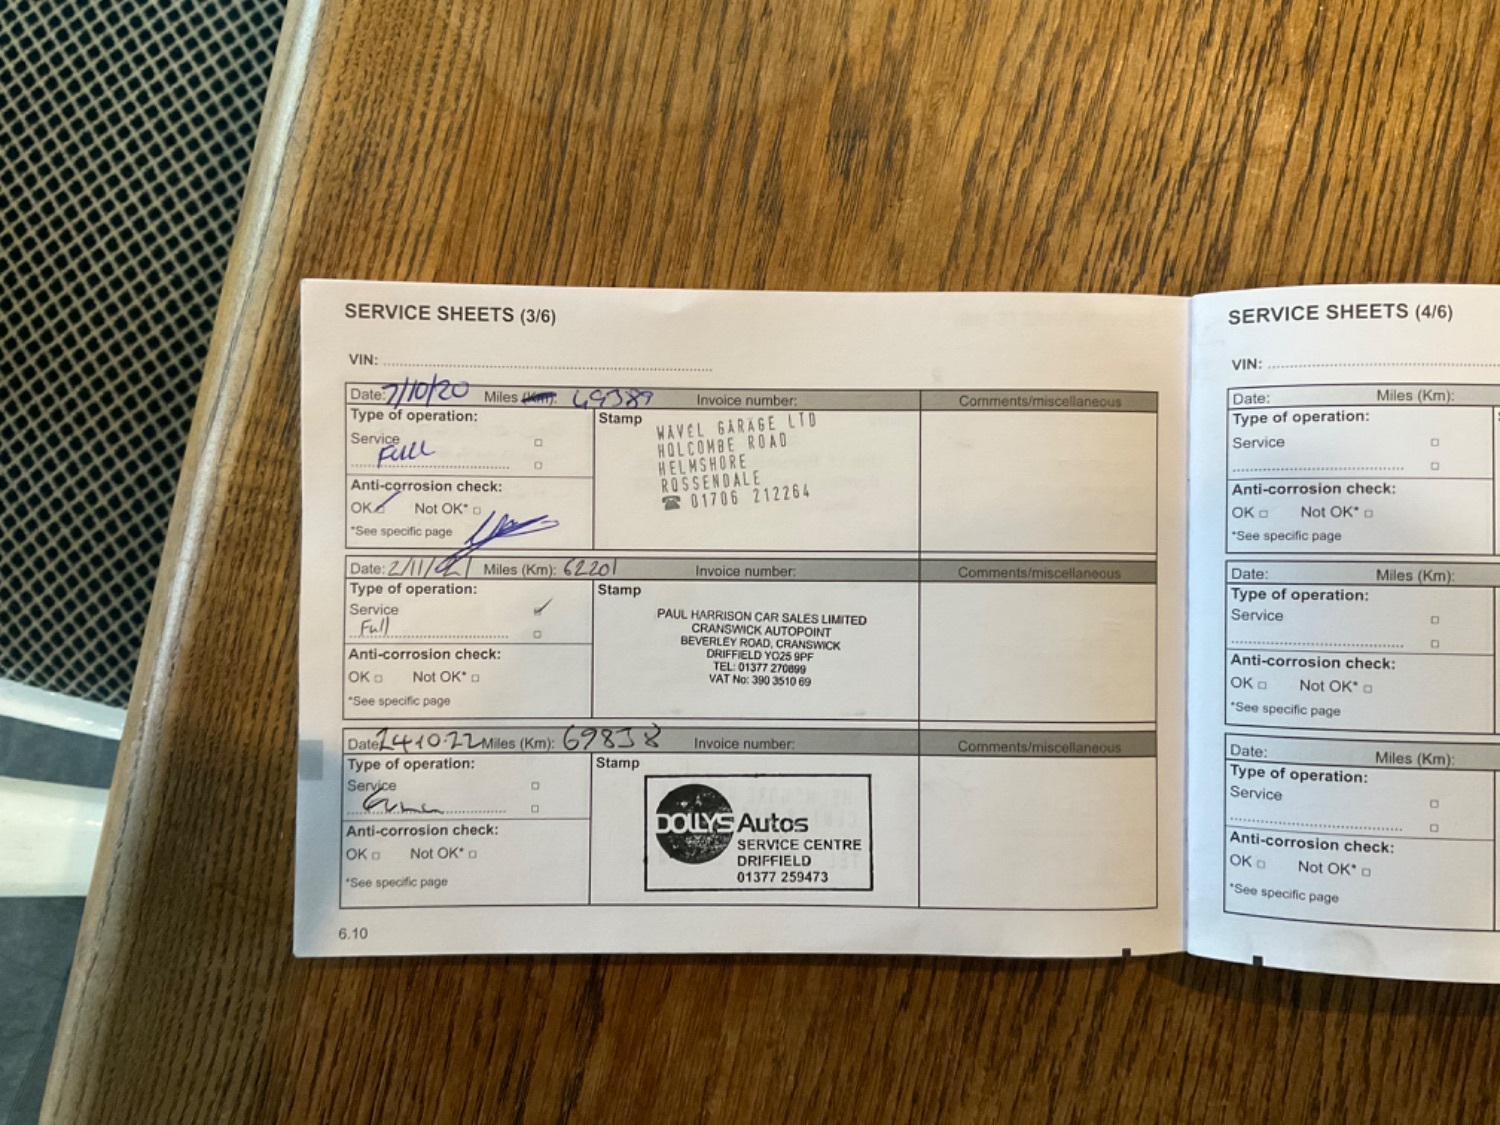 SERVICE SHEETS (3/6)
VIN:
Date: 7/10/20 Miles (Km): 49389 Invoice number: Comments/miscellaneous
Type of operation:
Service
Full
Anti-corrosion check:
OK Not OK*
*See specific page
Stamp
WAVEL GARAGE LTD
HOLCOMBE ROAD
HELMSHORE
ROSSENDALE
☎ 01706 212264
Date: 2/11/21 Miles (Km): 62201 Invoice number: Comments/miscellaneous
Type of operation:
Service
Full
Anti-corrosion check:
OK Not OK*
*See specific page
Stamp
PAUL HARRISON CAR SALES LIMITED
CRANSWICK AUTOPOINT
BEVERLEY ROAD, CRANSWICK
DRIFFIELD YO25 9PF
TEL: 01377 270899
VAT No: 390 3510 69
Date: 24·10·22 Miles (Km): 69838 Invoice number: Comments/miscellaneous
Type of operation:
Service
Anti-corrosion check:
OK Not OK*
*See specific page
Stamp
DOLLYS Autos
SERVICE CENTRE
DRIFFIELD
01377 259473
6.10
SERVICE SHEETS (4/6)
VIN:
Date: Miles (Km):
Type of operation:
Service
Anti-corrosion check:
OK Not OK*
*See specific page
Date: Miles (Km):
Type of operation:
Service
Anti-corrosion check:
OK Not OK*
*See specific page
Date: Miles (Km):
Type of operation:
Service
Anti-corrosion check:
OK Not OK*
*See specific page